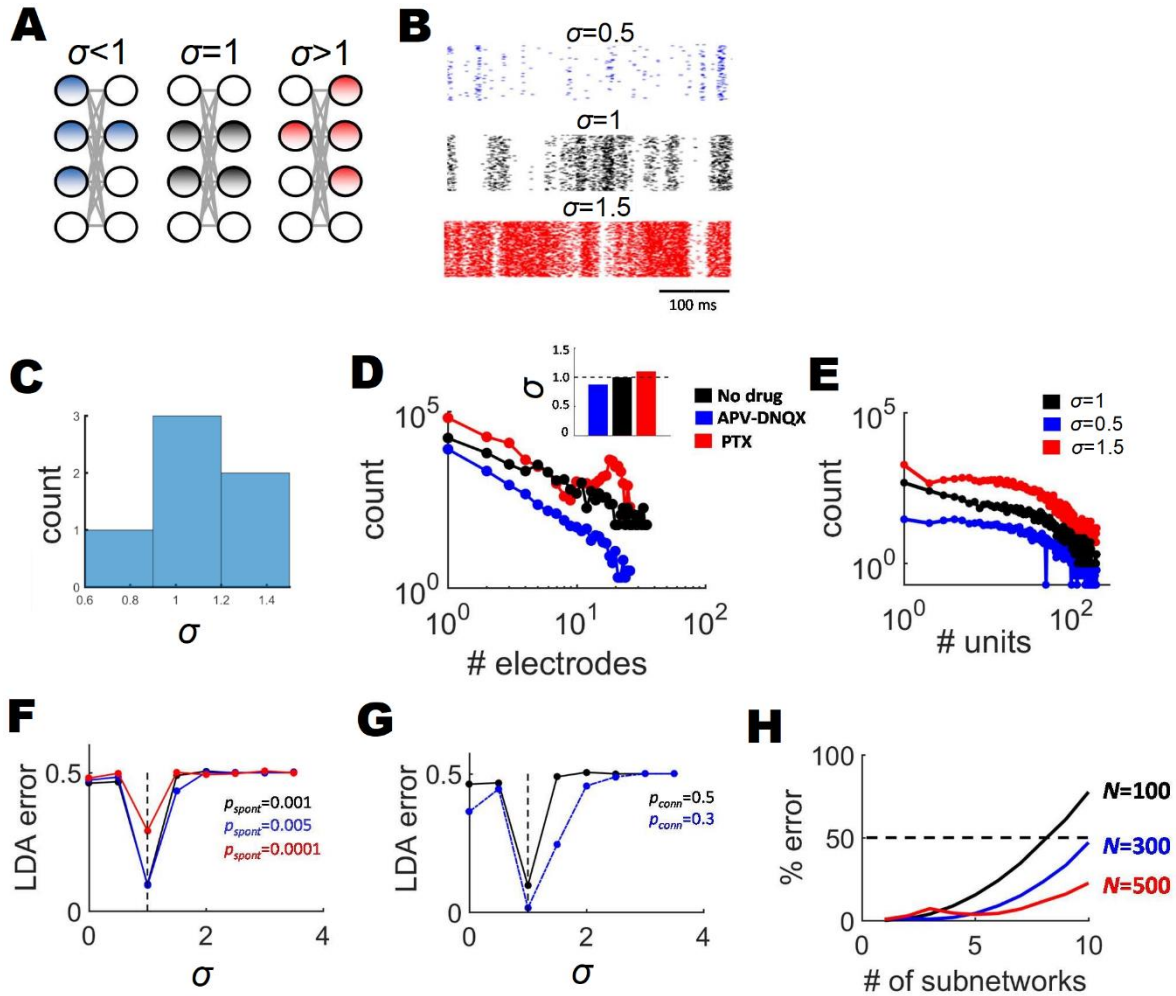 A
σ<1
σ=1
σ>1
B
σ=0.5
σ=1
σ=1.5
100 ms
C
3
2
1
0
0.6
0.8
1
1.2
1.4
count
σ
D
1.5
1.0
0.5
0
σ
No drug
APV-DNQX
PTX
10^5
10^0
count
10^0
10^1
10^2
# electrodes
E
σ=1
σ=0.5
σ=1.5
10^5
10^0
count
10^0
10^2
# units
F
0.5
0
LDA error
p_spont=0.001
p_spont=0.005
p_spont=0.0001
0
2
4
σ
G
0.5
0
LDA error
p_conn=0.5
p_conn=0.3
0
2
4
σ
H
100
50
0
% error
N=100
N=300
N=500
0
5
10
# of subnetworks